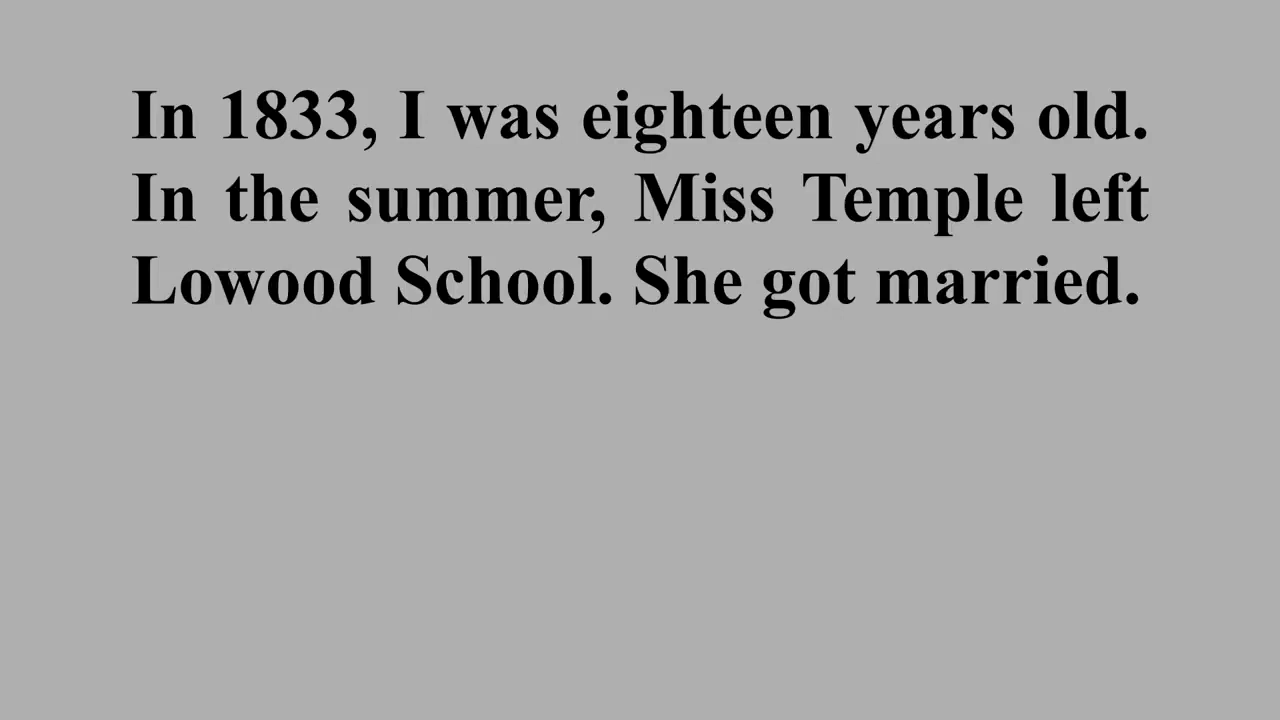 In 1833, I was eighteen years old.
In the summer, Miss Temple left
Lowood School. She got married.